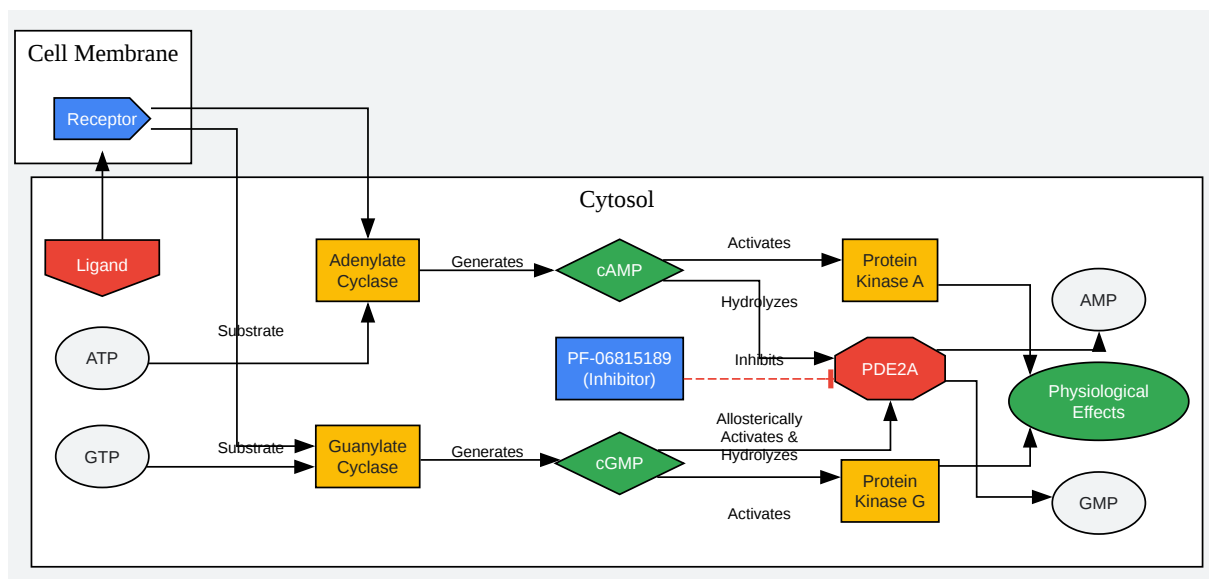 Cell Membrane
Receptor
Cytosol
Ligand
Adenylate
Cyclase
Generates
cAMP
Activates
Protein
Kinase A
Hydrolyzes
AMP
ATP
Substrate
PF-06815189
(Inhibitor)
Inhibits
PDE2A
Physiological
Effects
GTP
Substrate
Guanylate
Cyclase
Generates
cGMP
Allosterically
Activates &
Hydrolyzes
Protein
Kinase G
Activates
GMP